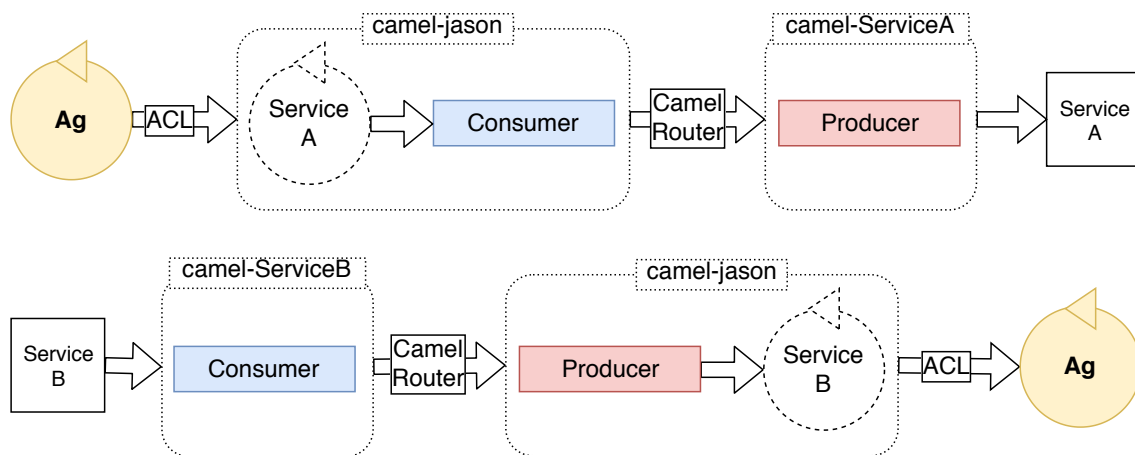 camel-jason
camel-ServiceA
Ag
ACL
Service
A
Consumer
Camel
Router
Producer
Service
A
camel-ServiceB
camel-jason
Service
B
Consumer
Camel
Router
Producer
Service
B
ACL
Ag